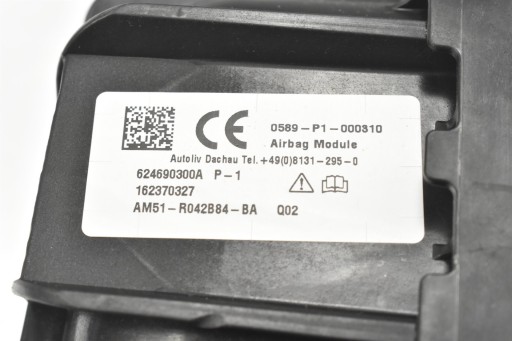 CE 0589-P1-000310
Airbag Module
Autoliv Dachau Tel.+49(0)8131-295-0
624690300A P-1
162370327
AM51-R042B84-BA Q02